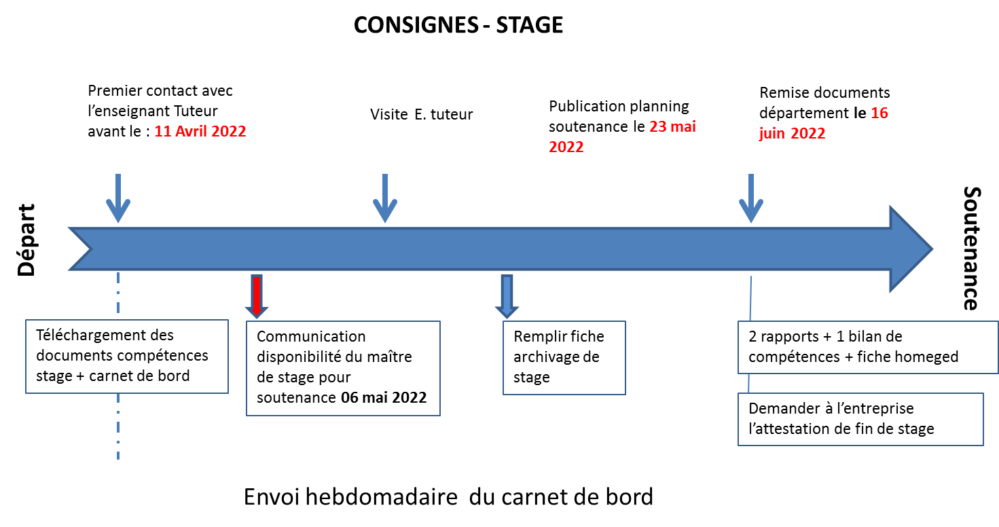 CONSIGNES - STAGE
Premier contact avec
l'enseignant Tuteur
avant le : 11 Avril 2022
Visite E. tuteur
Publication planning
soutenance le 23 mai
2022
Remise documents
département le 16
juin 2022
Départ
Soutenance
Téléchargement des
documents compétences
stage + carnet de bord
Communication
disponibilité du maître
de stage pour
soutenance 06 mai 2022
Remplir fiche
archivage de
stage
2 rapports + 1 bilan de
compétences + fiche homeged
Demander à l'entreprise
l'attestation de fin de stage
Envoi hebdomadaire du carnet de bord